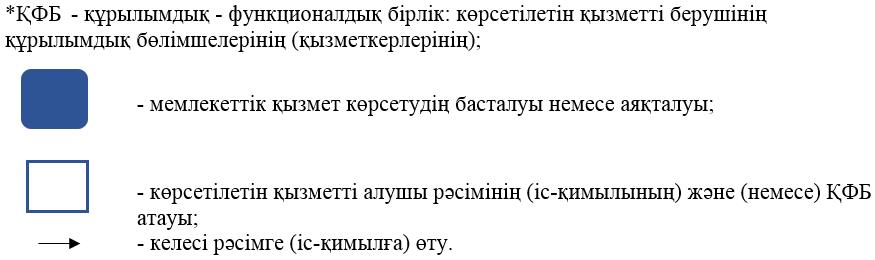 *ҚФБ - құрылымдық - функционалдық бірлік: көрсетілетін қызметті берушінің
құрылымдық бөлімшелерінің (қызметкерлерінің);
- мемлекеттік қызмет көрсетудің басталуы немесе аяқталуы;
- көрсетілетін қызметті алушы рәсімінің (іс-қимылының) және (немесе) ҚФБ
атауы;
- келесі рәсімге (іс-қимылға) өту.